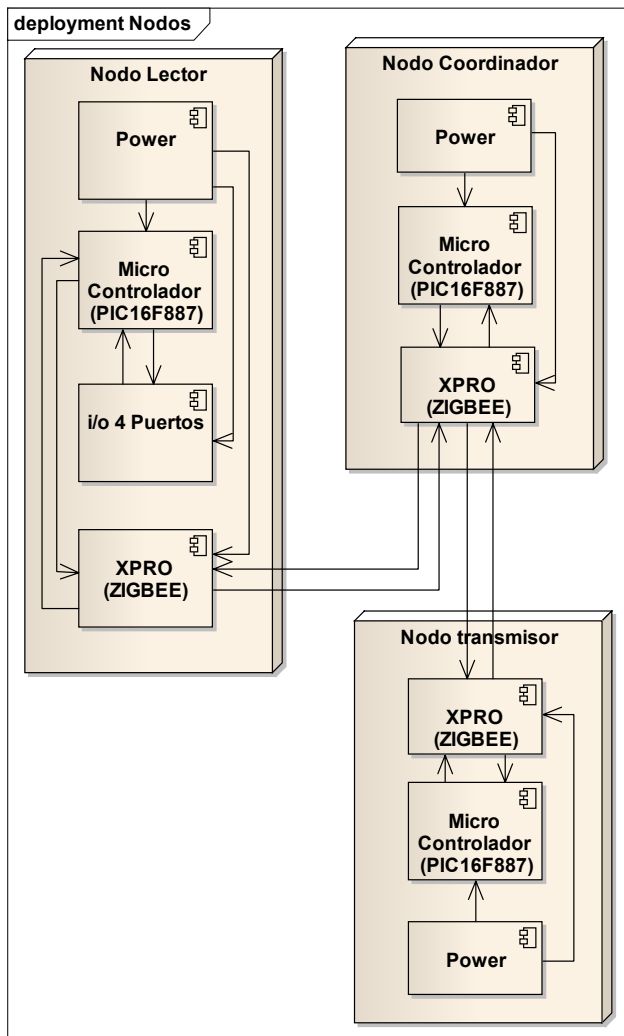 deployment Nodos
Nodo Lector
Power
Micro
Controlador
(PIC16F887)
i/o 4 Puertos
XPRO
(ZIGBEE)
Nodo Coordinador
Power
Micro
Controlador
(PIC16F887)
XPRO
(ZIGBEE)
Nodo transmisor
XPRO
(ZIGBEE)
Micro
Controlador
(PIC16F887)
Power